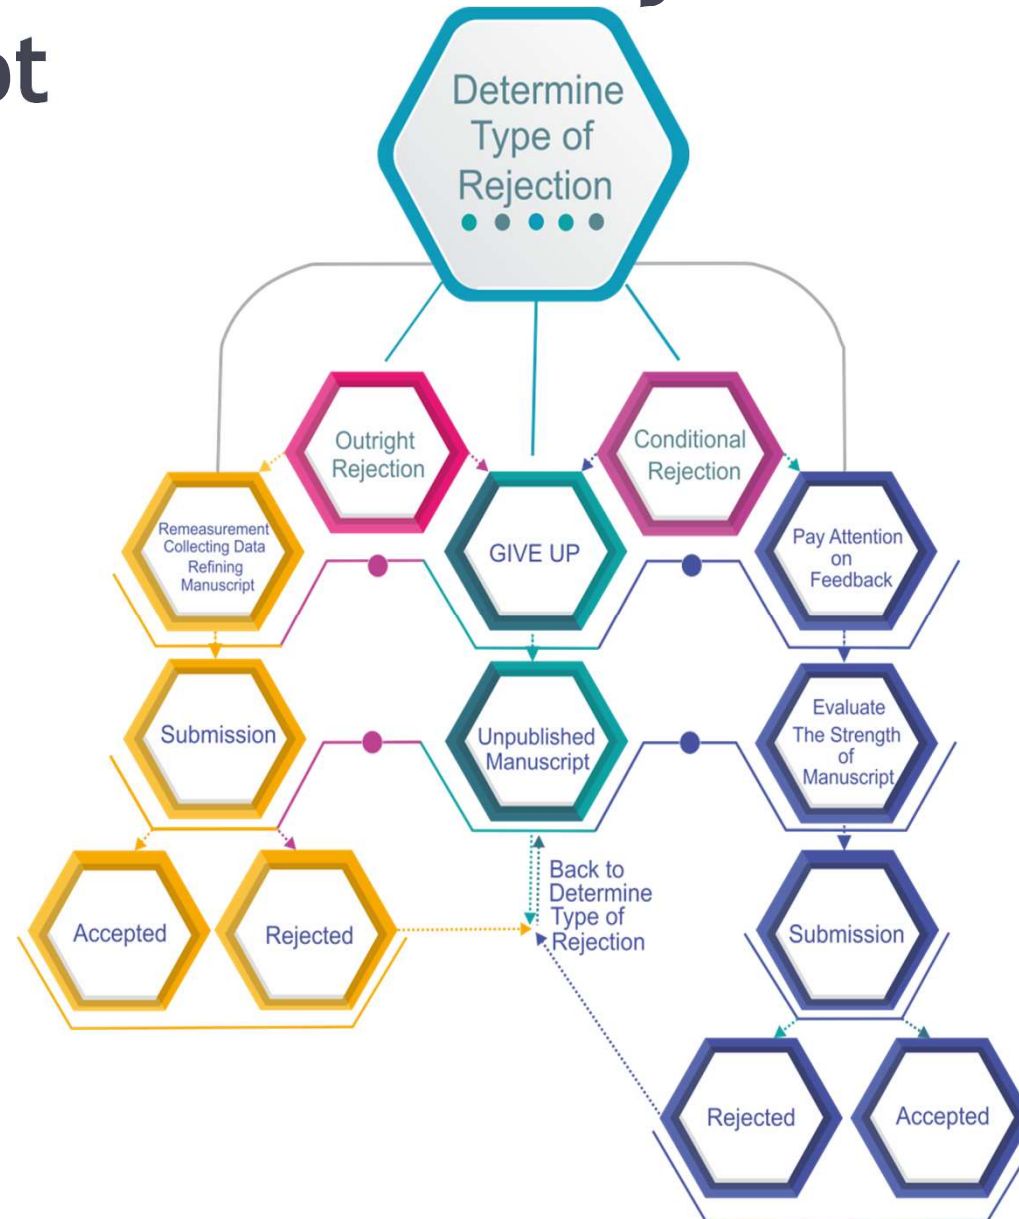 ot
Determine
Type of
Rejection
Outright
Rejection
Conditional
Rejection
Remeasurement
Collecting Data
Refining
Manuscript
GIVE UP
Pay Attention
on
Feedback
Submission
Unpublished
Manuscript
Evaluate
The Strength
of
Manuscript
Accepted
Rejected
Back to
Determine
Type of
Rejection
Submission
Rejected
Accepted